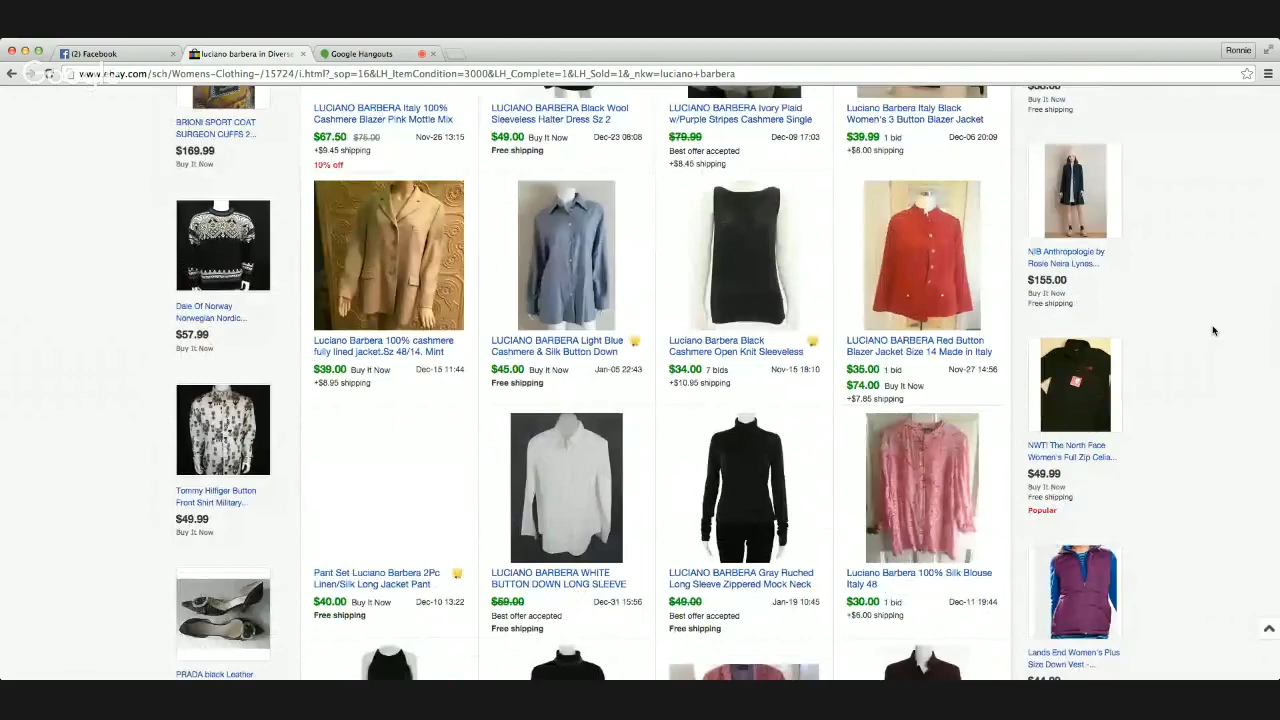 (2) Facebook
luciano barbera in Diverse
Google Hangouts
Ronnie
www.ebay.com/sch/Womens-Clothing-/15724/i.html?_sop=16&LH_ItemCondition=3000&LH_Complete=1&LH_Sold=1&_nkw=luciano+barbera
BRIONI SPORT COAT
SURGEON CUFFS 2...
$169.99
Buy It Now
Dale Of Norway
Norwegian Nordic...
$57.99
Buy It Now
Tommy Hilfiger Button
Front Shirt Military...
$49.99
Buy It Now
PRADA black Leather
LUCIANO BARBERA Italy 100%
Cashmere Blazer Pink Mottle Mix
$67.50 $75.00 Nov-26 13:15
+$9.45 shipping
10% off
LUCIANO BARBERA Black Wool
Sleeveless Halter Dress Sz 2
$49.00 Buy It Now Dec-23 08:08
Free shipping
LUCIANO BARBERA Ivory Plaid
w/Purple Stripes Cashmere Single
$79.99 Dec-09 17:03
Best offer accepted
+$8.45 shipping
Luciano Barbera Italy Black
Women's 3 Button Blazer Jacket
$39.99 1 bid Dec-06 20:09
+$8.00 shipping
Luciano Barbera 100% cashmere
fully lined jacket.Sz 48/14. Mint
$39.00 Buy It Now Dec-15 11:44
+$8.95 shipping
LUCIANO BARBERA Light Blue
Cashmere & Silk Button Down
$45.00 Buy It Now Jan-05 22:43
Free shipping
Luciano Barbera Black
Cashmere Open Knit Sleeveless
$34.00 7 bids Nov-15 18:10
+$10.95 shipping
LUCIANO BARBERA Red Button
Blazer Jacket Size 14 Made in Italy
$35.00 1 bid Nov-27 14:56
$74.00 Buy It Now
+$7.85 shipping
Pant Set Luciano Barbera 2Pc
Linen/Silk Long Jacket Pant
$40.00 Buy It Now Dec-10 13:22
Free shipping
LUCIANO BARBERA WHITE
BUTTON DOWN LONG SLEEVE
$59.00 Dec-31 15:56
Best offer accepted
Free shipping
LUCIANO BARBERA Gray Ruched
Long Sleeve Zippered Mock Neck
$49.00 Jan-19 10:45
Best offer accepted
Free shipping
Luciano Barbera 100% Silk Blouse
Italy 48
$30.00 1 bid Dec-11 19:44
+$6.00 shipping
Buy It Now
Free shipping
NIB Anthropologie by
Rosie Neira Lynes...
$155.00
Buy It Now
Free shipping
NWT! The North Face
Women's Full Zip Celia...
$49.99
Buy It Now
Free shipping
Popular
Lands End Women's Plus
Size Down Vest -...